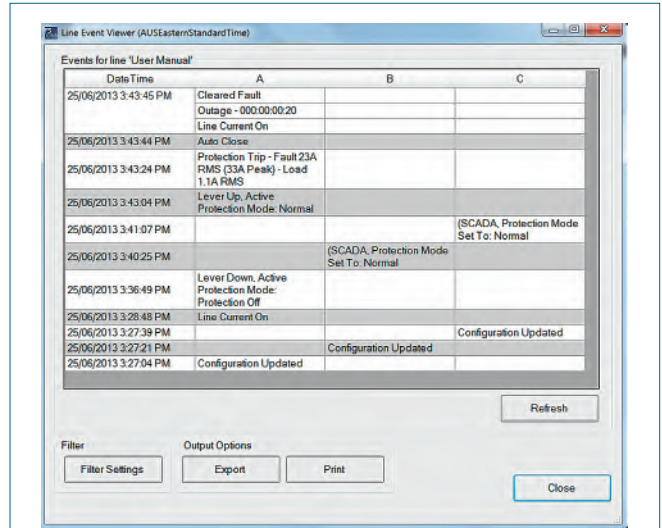 Line Event Viewer (AUSEasternStandardTime)
Events for line 'User Manual'
DateTime A B C
25/06/2013 3:43:45 PM Cleared Fault
Outage - 000:00:00:20
Line Current On
25/06/2013 3:43:44 PM Auto Close
25/06/2013 3:43:24 PM Protection Trip - Fault 23A
RMS (33A Peak) - Load
1.1A RMS
25/06/2013 3:43:04 PM Lever Up, Active
Protection Mode: Normal
25/06/2013 3:41:07 PM (SCADA, Protection Mode
Set To: Normal
25/06/2013 3:40:25 PM (SCADA, Protection Mode
Set To: Normal
25/06/2013 3:36:49 PM Lever Down, Active
Protection Mode:
Protection Off
25/06/2013 3:28:48 PM Line Current On
25/06/2013 3:27:39 PM Configuration Updated
25/06/2013 3:27:21 PM Configuration Updated
25/06/2013 3:27:04 PM Configuration Updated
Refresh
Filter Output Options
Filter Settings Export Print
Close